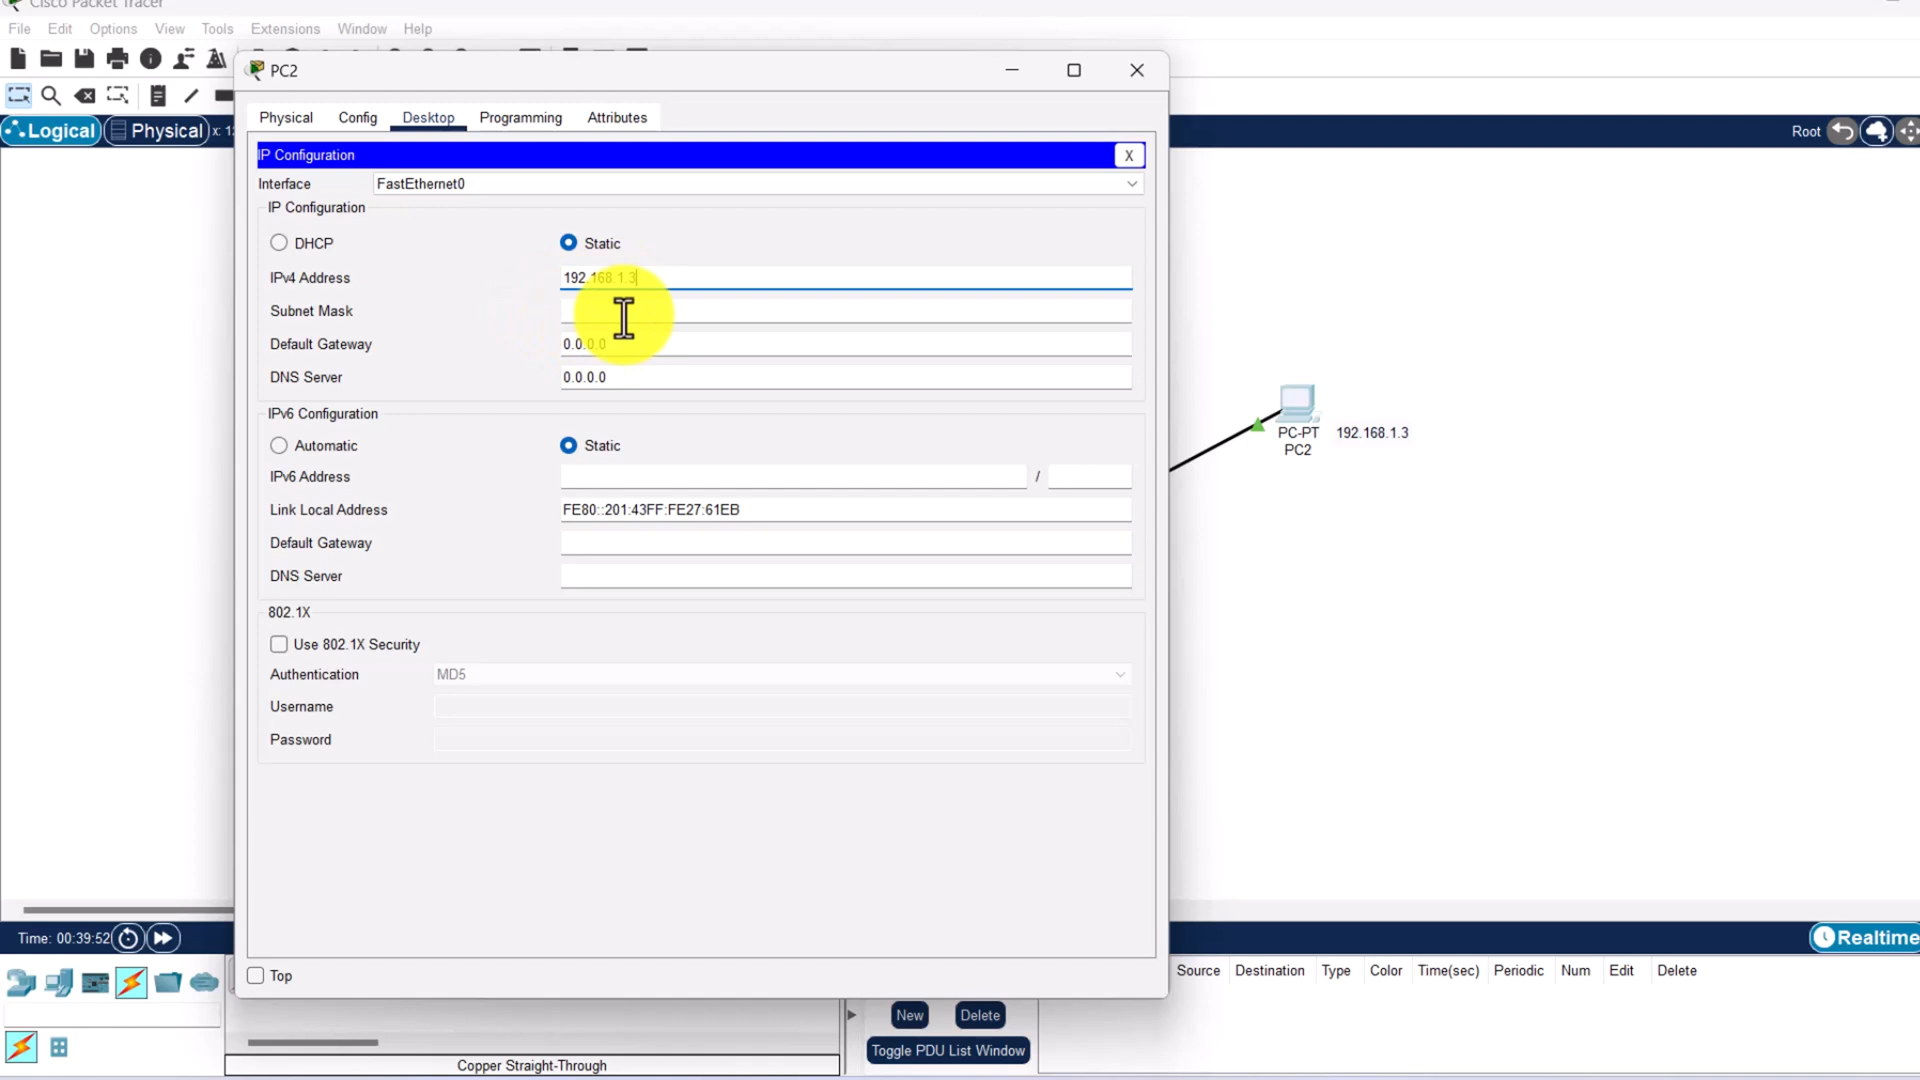 Cisco Packet Tracer
File Edit Options View Tools Extensions Window Help
PC2
Physical Config Desktop Programming Attributes
Logical Physical x: 1
Root
IP Configuration X
Interface FastEthernet0
IP Configuration
DHCP Static
IPv4 Address 192.168.1.3
Subnet Mask
Default Gateway 0.0.0.0
DNS Server 0.0.0.0
IPv6 Configuration
Automatic Static
IPv6 Address /
Link Local Address FE80::201:43FF:FE27:61EB
Default Gateway
DNS Server
802.1X
Use 802.1X Security
Authentication MD5
Username
Password
PC-PT 192.168.1.3
PC2
Time: 00:39:52
Realtime
Top
Source Destination Type Color Time(sec) Periodic Num Edit Delete
New Delete
Toggle PDU List Window
Copper Straight-Through